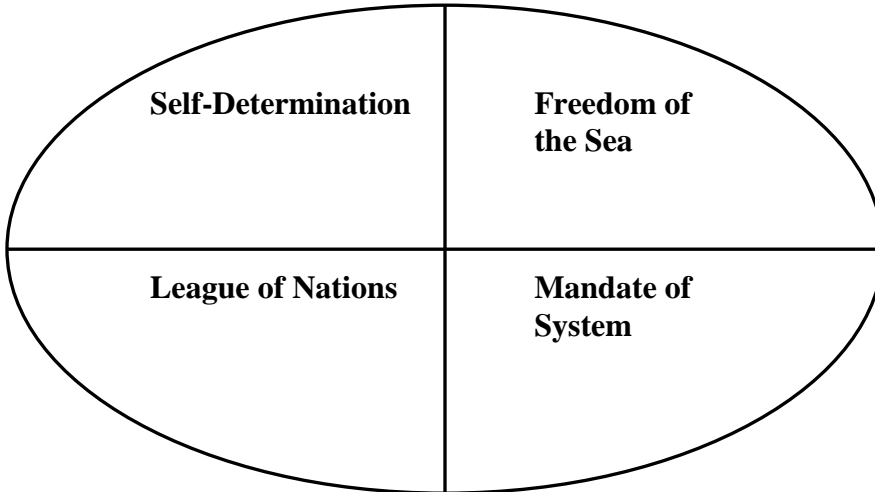 Self-Determination
Freedom of
the Sea
League of Nations
Mandate of
System